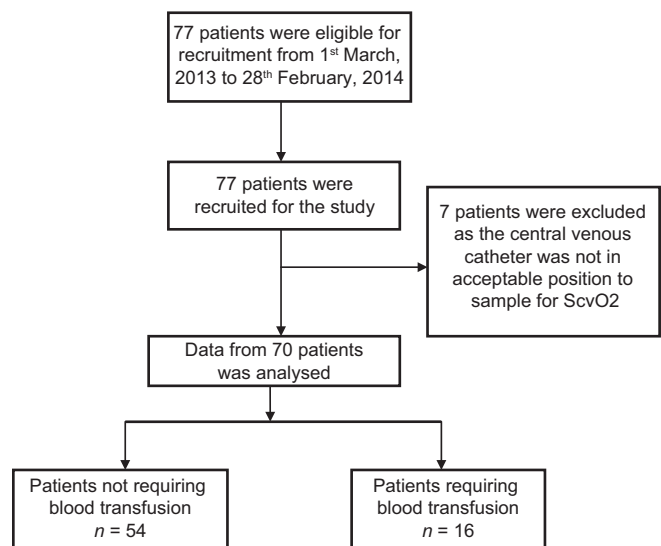 77 patients were eligible for
recruitment from 1st March,
2013 to 28th February, 2014
77 patients were
recruited for the study
7 patients were excluded
as the central venous
catheter was not in
acceptable position to
sample for ScvO2
Data from 70 patients
was analysed
Patients not requiring
blood transfusion
n = 54
Patients requiring
blood transfusion
n = 16